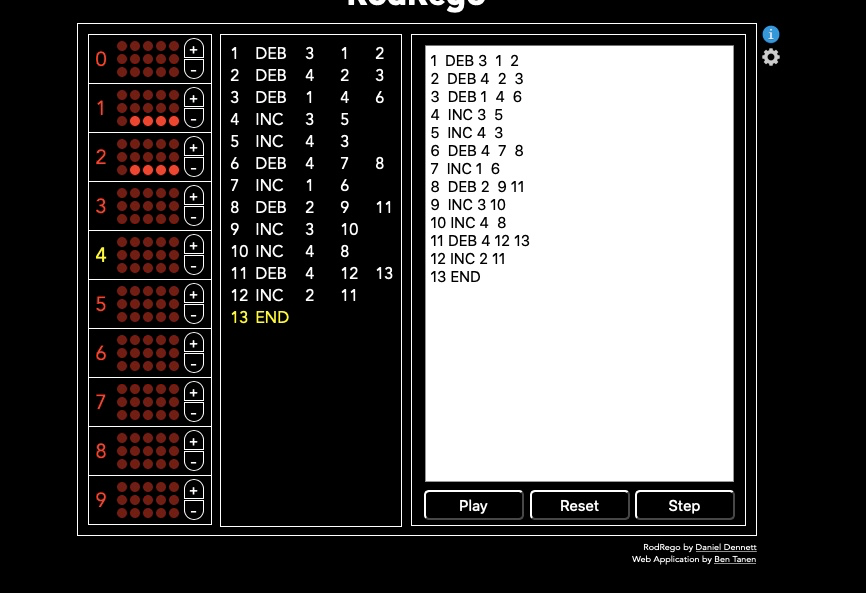 RodRego
0 + -
1 + -
2 + -
3 + -
4 + -
5 + -
6 + -
7 + -
8 + -
9 + -
1 DEB 3 1 2
2 DEB 4 2 3
3 DEB 1 4 6
4 INC 3 5
5 INC 4 3
6 DEB 4 7 8
7 INC 1 6
8 DEB 2 9 11
9 INC 3 10
10 INC 4 8
11 DEB 4 12 13
12 INC 2 11
13 END
1 DEB 3 1 2
2 DEB 4 2 3
3 DEB 1 4 6
4 INC 3 5
5 INC 4 3
6 DEB 4 7 8
7 INC 1 6
8 DEB 2 9 11
9 INC 3 10
10 INC 4 8
11 DEB 4 12 13
12 INC 2 11
13 END
Play Reset Step
i
RodRego by Daniel Dennett
Web Application by Ben Tanen